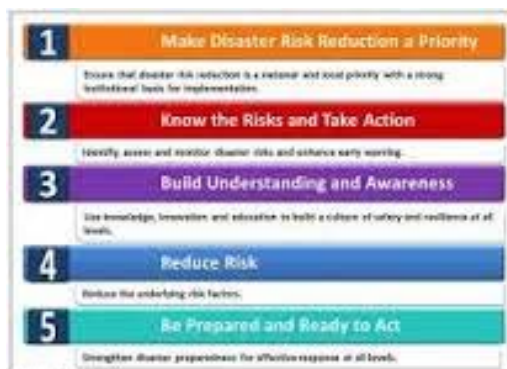 1 Make Disaster Risk Reduction a Priority
Ensure that disaster risk reduction is a national and local priority with a strong
institutional basis for implementation.
2 Know the Risks and Take Action
Identify, assess and monitor disaster risks and enhance early warning.
3 Build Understanding and Awareness
Use knowledge, innovation and education to build a culture of safety and resilience at all
levels.
4 Reduce Risk
Reduce the underlying risk factors.
5 Be Prepared and Ready to Act
Strengthen disaster preparedness for effective response at all levels.